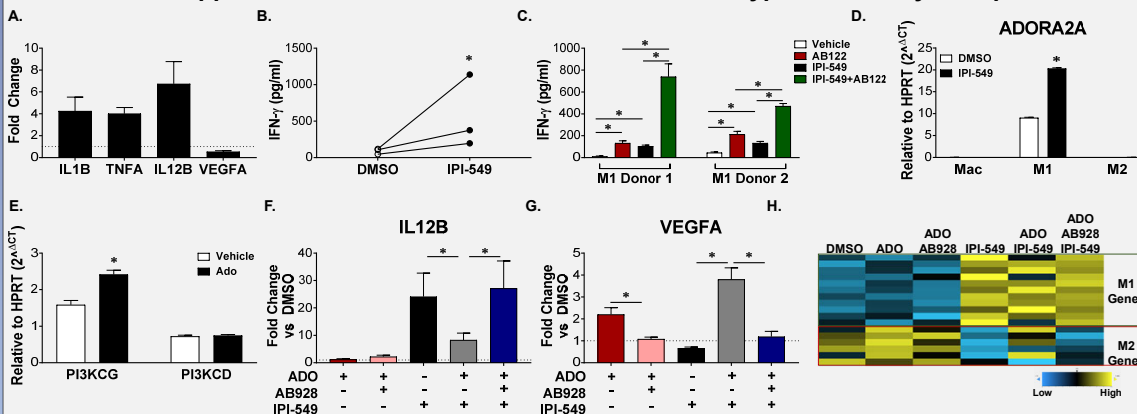 A.
Fold Change
10
8
6
4
2
0
IL1B TNFA IL12B VEGFA
B.
IFN-γ (pg/ml)
1500
1000
500
0
*
DMSO IPI-549
C.
IFN-γ (pg/ml)
1000
800
600
400
200
0
* * * * * * * *
M1 Donor 1 M1 Donor 2
Vehicle
AB122
IPI-549
IPI-549+AB122
D.
ADORA2A
Relative to HPRT (2^ΔΔCT)
25
20
15
10
5
0
DMSO
IPI-549
*
Mac M1 M2
E.
Relative to HPRT (2^ΔΔCT)
3
2
1
0
*
Vehicle
Ado
PI3KCG PI3KCD
F.
IL12B
Fold Change
vs DMSO
40
30
20
10
0
* *
ADO + + - + +
AB928 - + - - +
IPI-549 - - + + +
G.
VEGFA
Fold Change
vs DMSO
5
4
3
2
1
0
* * *
ADO + + - + +
AB928 - + - - +
IPI-549 - - + + +
H.
DMSO
ADO
ADO
AB928
IPI-549
ADO
IPI-549
ADO
AB928
IPI-549
M1
Gene
M2
Gene
Low High